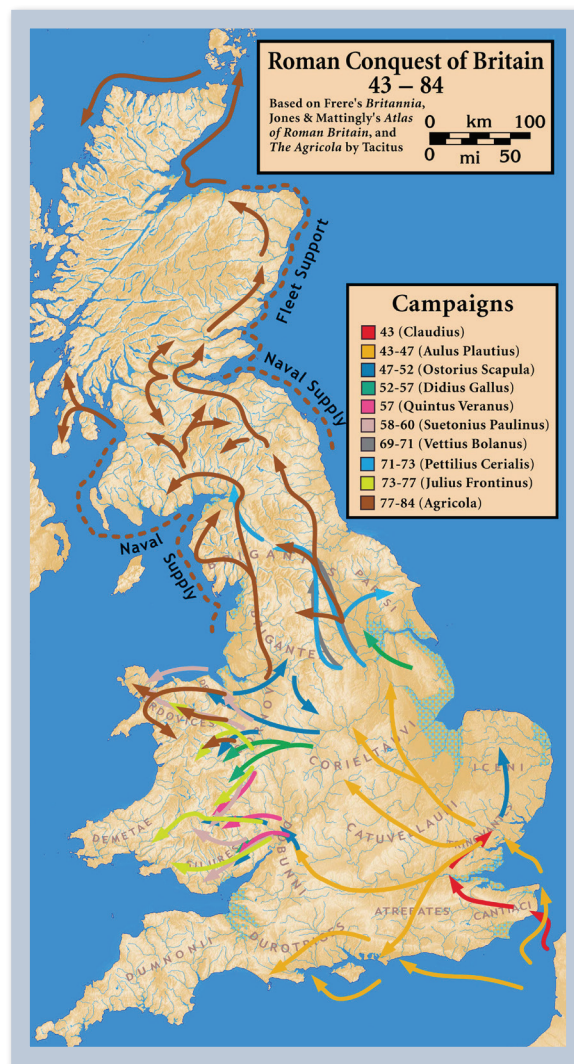 Roman Conquest of Britain
43 – 84
Based on Frere's Britannia,
Jones & Mattingly's Atlas
of Roman Britain, and
The Agricola by Tacitus
0 km 100
0 mi 50
Fleet Support
Campaigns
43 (Claudius)
43-47 (Aulus Plautius)
47-52 (Ostorius Scapula)
52-57 (Didius Gallus)
57 (Quintus Veranus)
58-60 (Suetonius Paulinus)
69-71 (Vettius Bolanus)
71-73 (Pettilius Cerialis)
73-77 (Julius Frontinus)
77-84 (Agricola)
Naval Supply
Naval
Supply
PARISI
CORIELTAUVI
ICENI
CATUVELLAUNI
DEMETAE
SILURES
ATREBATES
CANTIACI
DUROTRIGES
DUMNONII